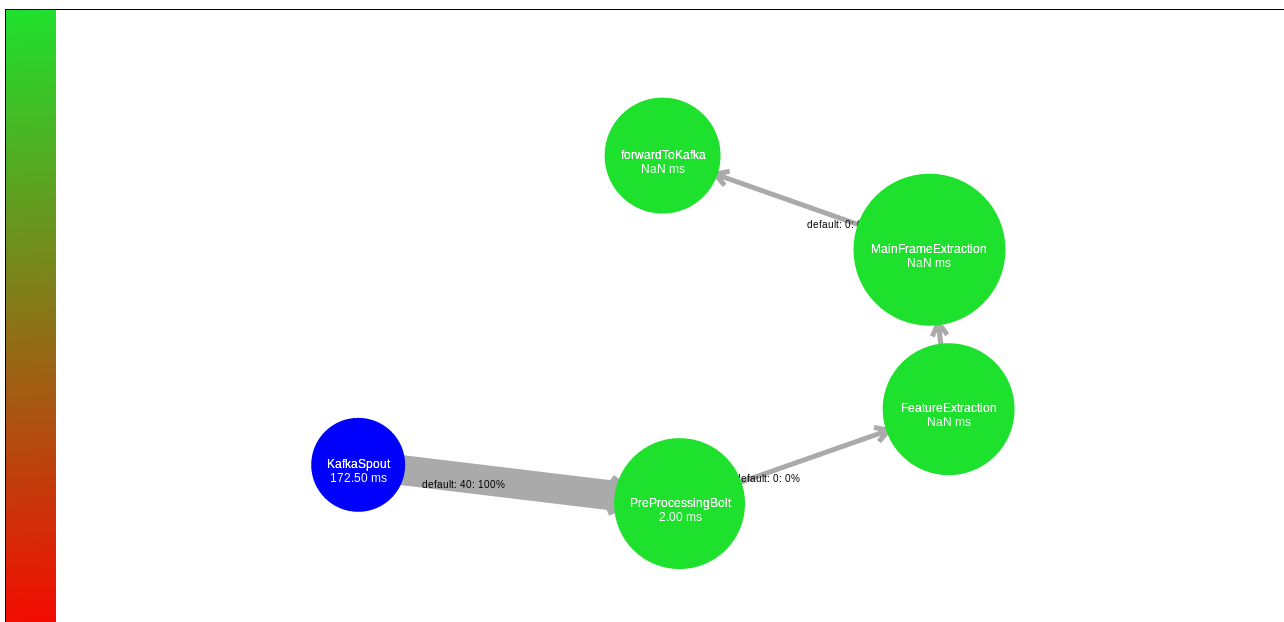 forwardToKafka
NaN ms
default: 0:
MainFrameExtraction
NaN ms
FeatureExtraction
NaN ms
KafkaSpout
172.50 ms
default: 40: 100%
PreProcessingBolt
2.00 ms
default: 0: 0%